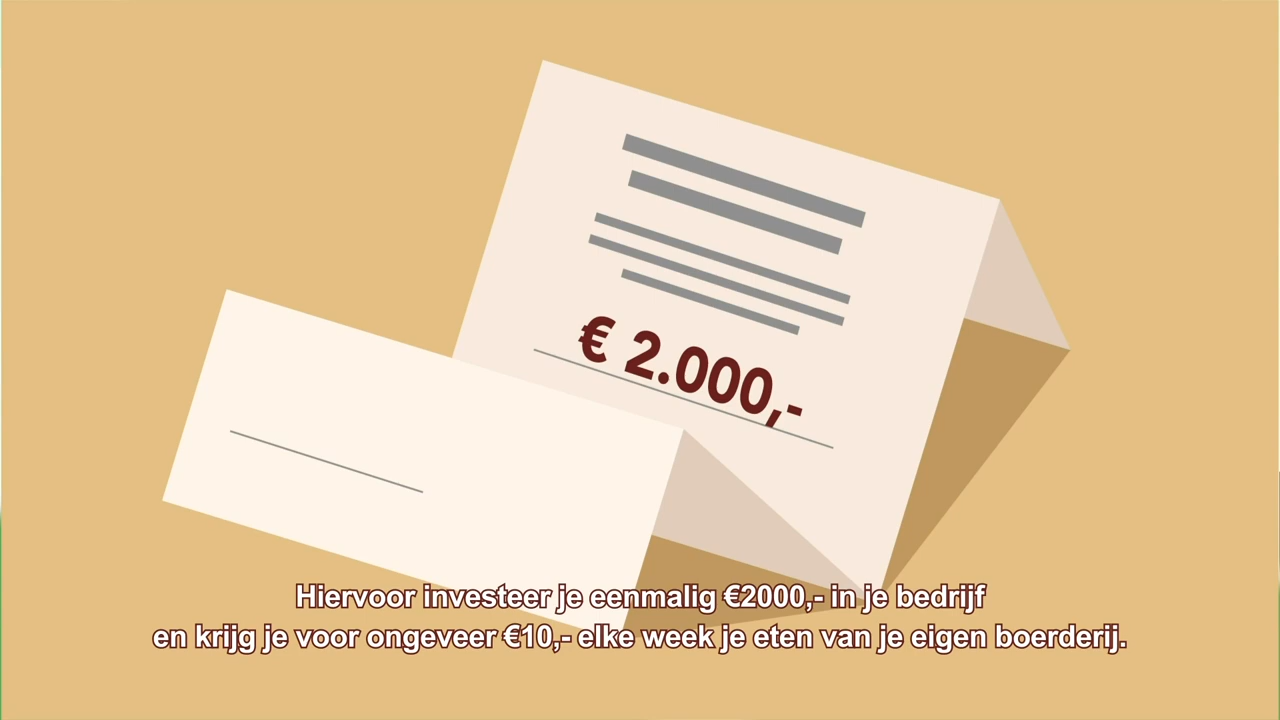 € 2.000,-
Hiervoor investeer je eenmalig €2000,- in je bedrijf
en krijg je voor ongeveer €10,- elke week je eten van je eigen boerderij.